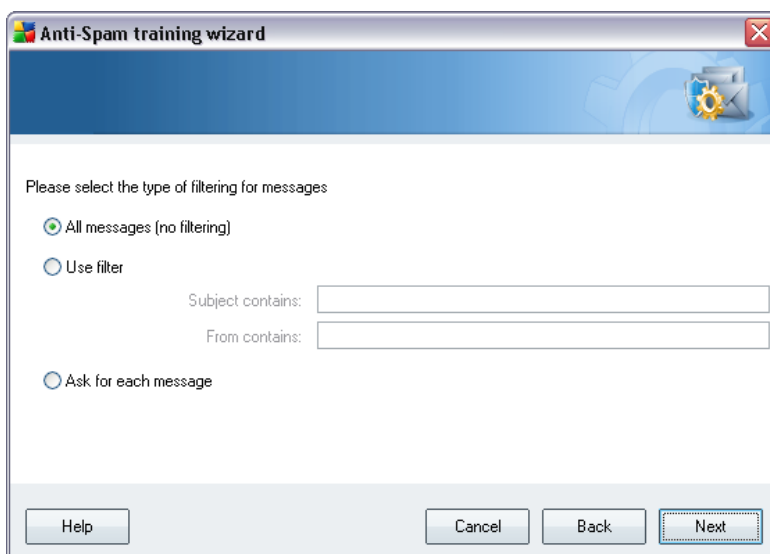 Anti-Spam training wizard
Please select the type of filtering for messages
All messages (no filtering)
Use filter
Subject contains:
From contains:
Ask for each message
Help
Cancel
Back
Next